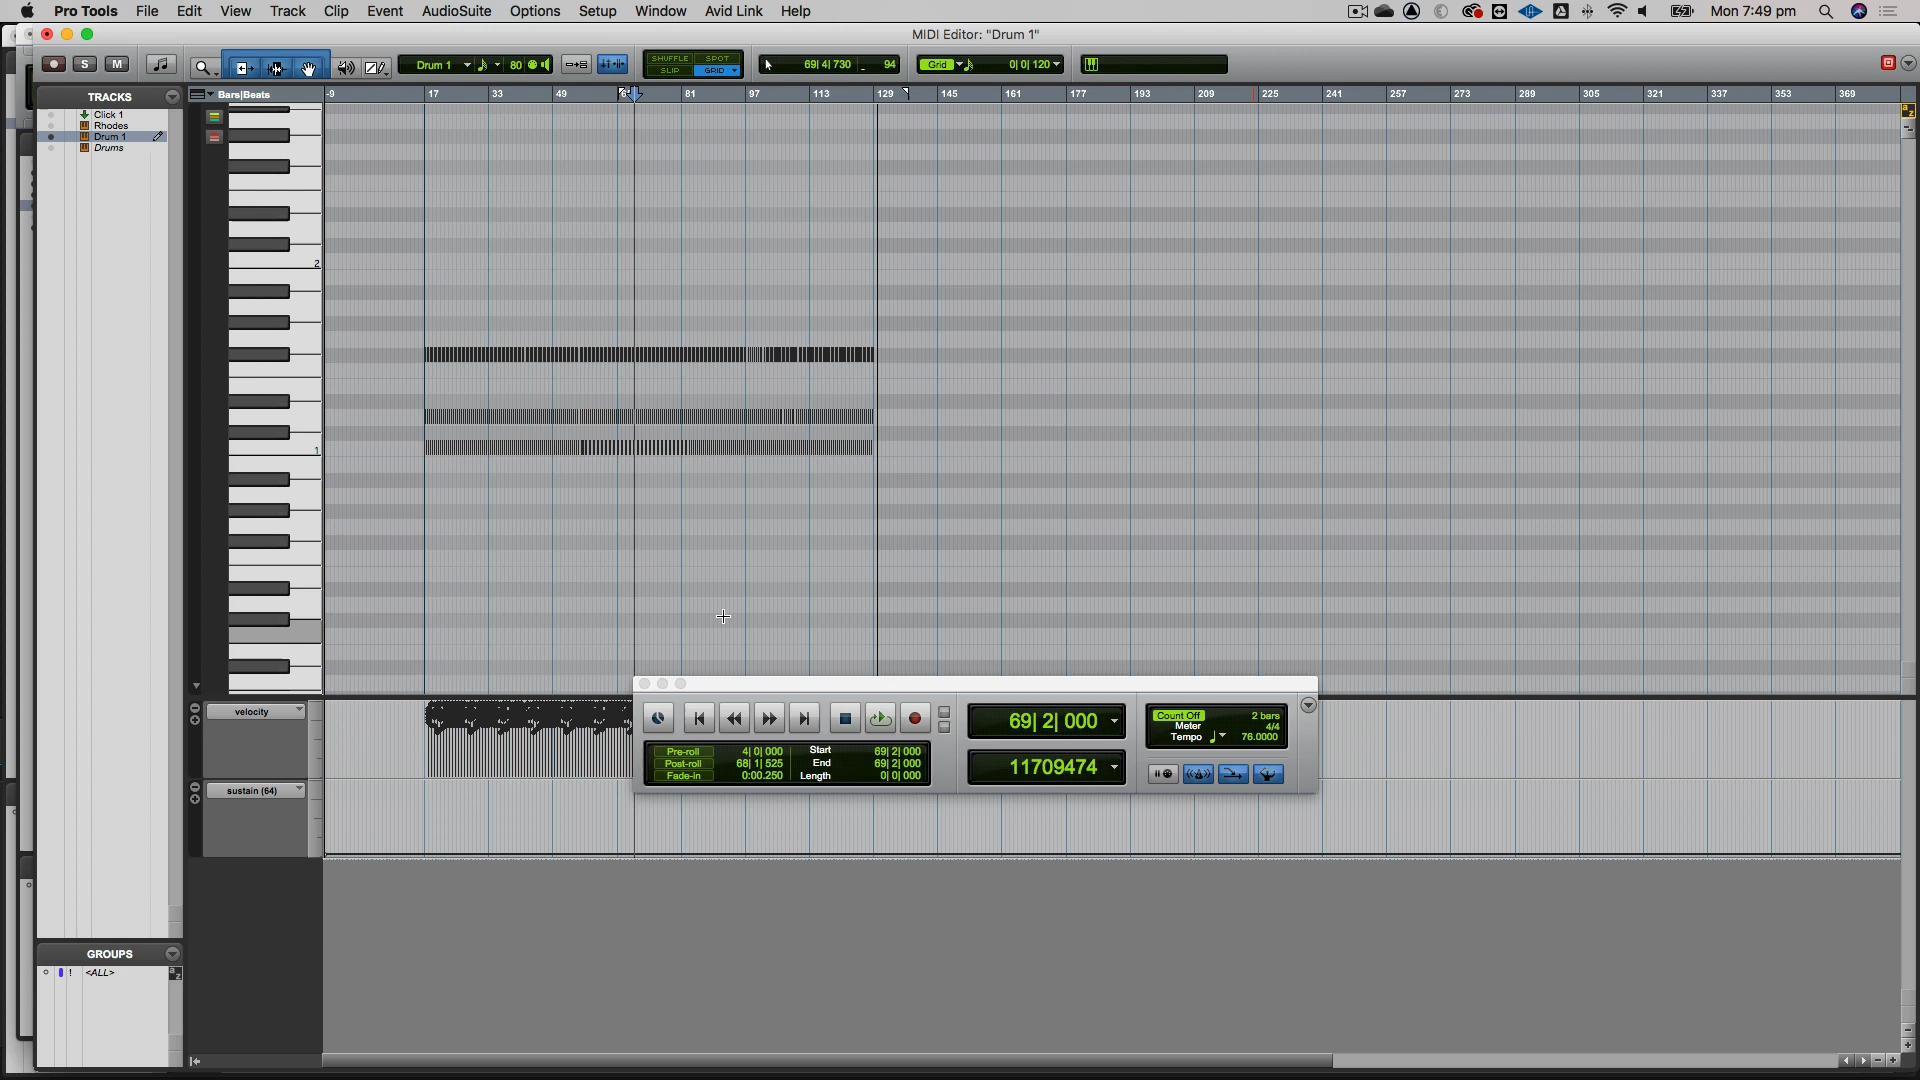 Pro Tools File Edit View Track Clip Event AudioSuite Options Setup Window Avid Link Help Mon 7:49 pm
MIDI Editor: "Drum 1"
S M Drum 1 80 SHUFFLE SPOT SLIP GRID 69| 4| 730 94 Grid 0| 0| 120
TRACKS Bars|Beats -9 17 33 49 81 97 113 129 145 161 177 193 209 225 241 257 273 289 305 321 337 353 369
Click 1
Rhodes
Drum 1
Drums
2
1
velocity
69| 2| 000
Count Off 2 bars
Meter 4/4
Tempo 76.0000
Pre-roll 4| 0| 000 Start 69| 2| 000
Post-roll 68| 1| 525 End 69| 2| 000
Fade-in 0:00.250 Length 0| 0| 000
11709474
sustain (64)
GROUPS
! <ALL>
a z